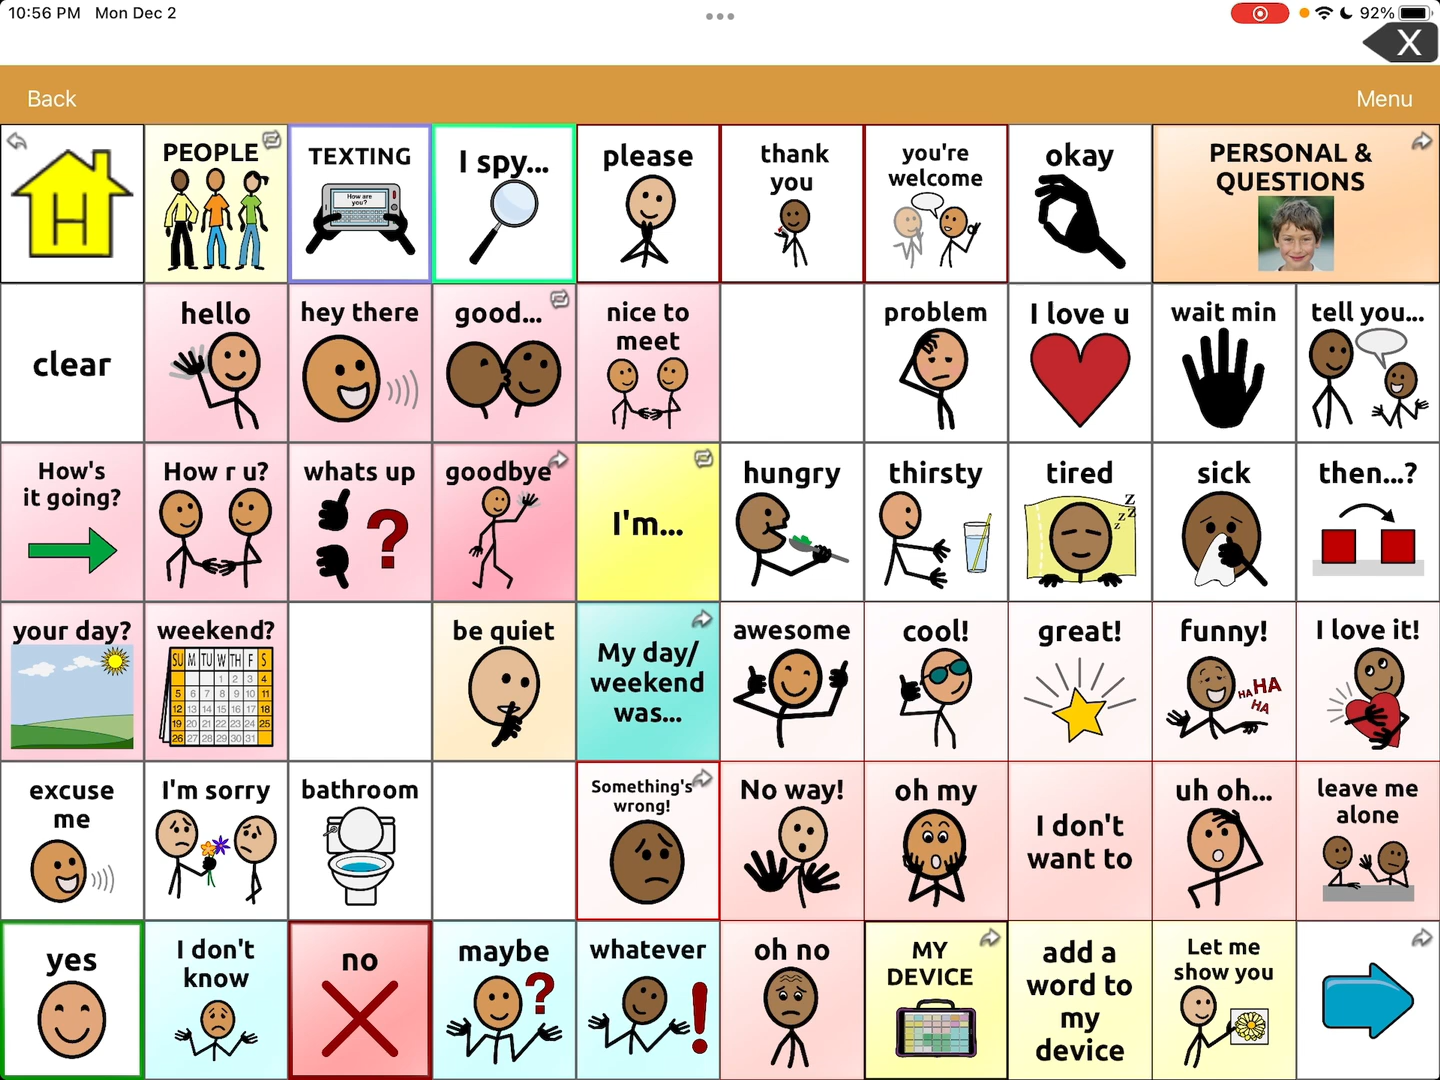 10:56 PM Mon Dec 2
92%
X
Back
Menu
H
PEOPLE
TEXTING
How are
you?
I spy...
please
thank
you
you're
welcome
okay
PERSONAL &
QUESTIONS
clear
hello
hey there
good...
nice to
meet
problem
I love u
wait min
tell you...
How's
it going?
How r u?
whats up
?
goodbye
I'm...
hungry
thirsty
tired
z z z
sick
then...?
your day?
weekend?
SU M TU W TH F S
1 2 3 4
5 6 7 8 9 10 11
12 13 14 15 16 17 18
19 20 21 22 23 24 25
26 27 28 29 30 31
be quiet
My day/
weekend
was...
awesome
cool!
great!
funny!
HA HA
HA
I love it!
excuse
me
I'm sorry
bathroom
Something's
wrong!
No way!
oh my
I don't
want to
uh oh...
leave me
alone
yes
I don't
know
no
maybe
?
whatever
!
oh no
MY
DEVICE
add a
word to
my
device
Let me
show you